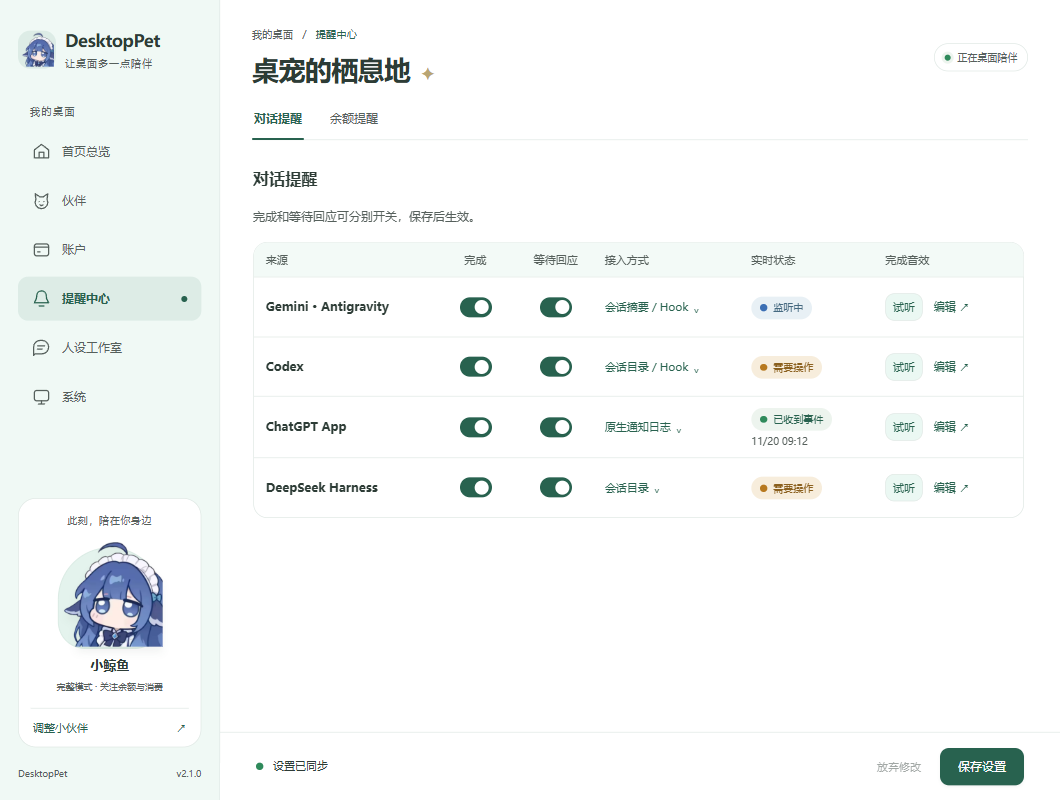 DesktopPet
让桌面多一点陪伴
我的桌面
首页总览
伙伴
账户
提醒中心
人设工作室
系统
此刻，陪在你身边
小鲸鱼
完整模式 · 关注余额与消费
调整小伙伴 ↗
DesktopPet v2.1.0
我的桌面 / 提醒中心
桌宠的栖息地
正在桌面陪伴
对话提醒 余额提醒
对话提醒
完成和等待回应可分别开关，保存后生效。
来源 完成 等待回应 接入方式 实时状态 完成音效
Gemini · Antigravity 会话摘要 / Hook 监听中 试听 编辑 ↗
Codex 会话目录 / Hook 需要操作 试听 编辑 ↗
ChatGPT App 原生通知日志 已收到事件 试听 编辑 ↗
11/20 09:12
DeepSeek Harness 会话目录 需要操作 试听 编辑 ↗
设置已同步 放弃修改 保存设置